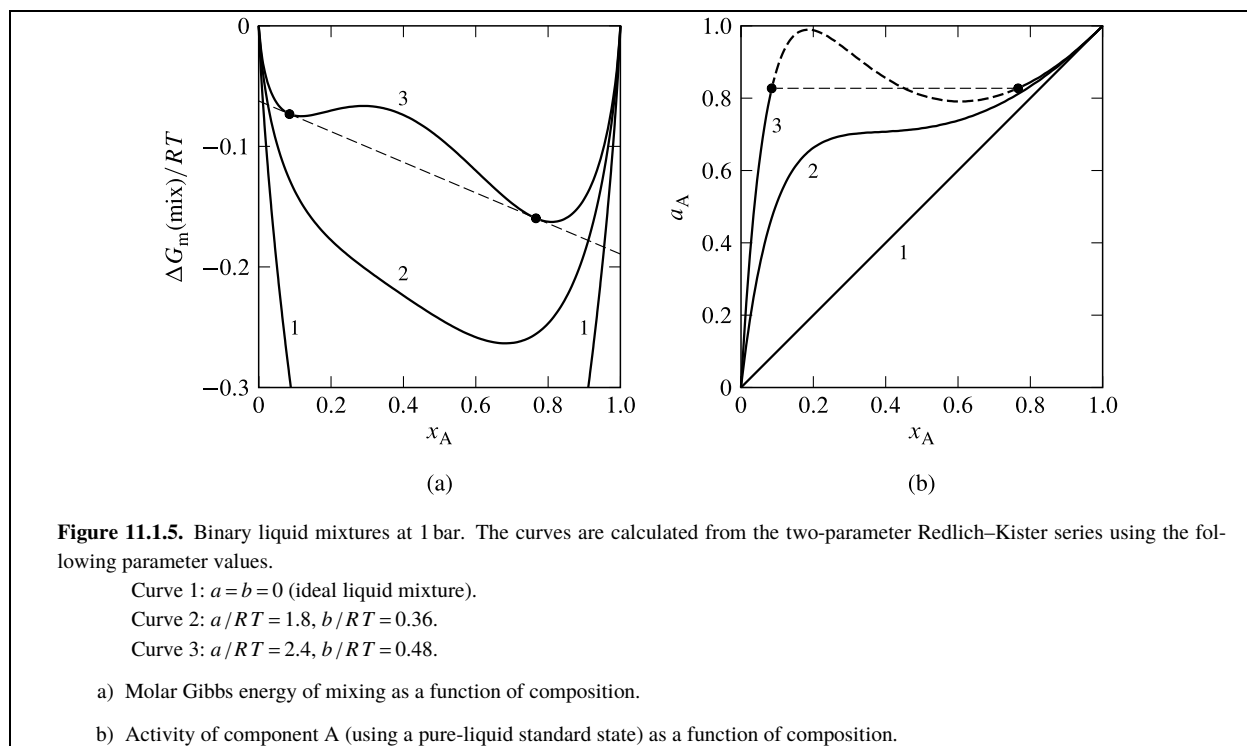 0
−0.1
−0.2
−0.3
ΔG_m(mix)/RT
3
2
1
1
0
0.2
0.4
0.6
0.8
1.0
x_A
(a)
1.0
0.8
0.6
0.4
0.2
0
a_A
3
2
1
0
0.2
0.4
0.6
0.8
1.0
x_A
(b)
Figure 11.1.5. Binary liquid mixtures at 1 bar. The curves are calculated from the two-parameter Redlich–Kister series using the fol-
lowing parameter values.
Curve 1: a = b = 0 (ideal liquid mixture).
Curve 2: a/RT = 1.8, b/RT = 0.36.
Curve 3: a/RT = 2.4, b/RT = 0.48.
a) Molar Gibbs energy of mixing as a function of composition.
b) Activity of component A (using a pure-liquid standard state) as a function of composition.